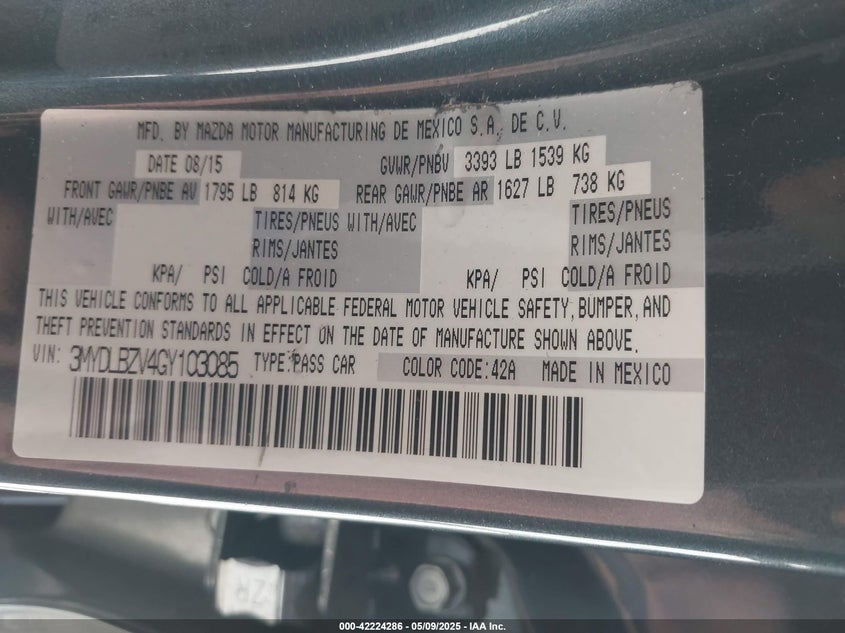 MFD. BY MAZDA MOTOR MANUFACTURING DE MEXICO S.A. DE C.V.
DATE 08/15 GVWR/PNBV 3393 LB 1539 KG
FRONT GAWR/PNBE AV 1795 LB 814 KG REAR GAWR/PNBE AR 1627 LB 738 KG
WITH/AVEC TIRES/PNEUS WITH/AVEC TIRES/PNEUS
RIMS/JANTES RIMS/JANTES
KPA/ PSI COLD/A FROID KPA/ PSI COLD/A FROID
THIS VEHICLE CONFORMS TO ALL APPLICABLE FEDERAL MOTOR VEHICLE SAFETY, BUMPER, AND
THEFT PREVENTION STANDARDS IN EFFECT ON THE DATE OF MANUFACTURE SHOWN ABOVE.
VIN: 3MYDLBZV4GY103085 TYPE:PASS CAR COLOR CODE:42A MADE IN MEXICO
ZR
000-42224286 - 05/09/2025 - IAA Inc.